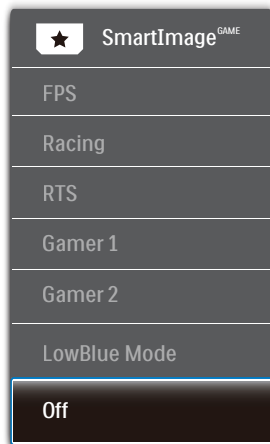 SmartImage GAME
FPS
Racing
RTS
Gamer 1
Gamer 2
LowBlue Mode
Off